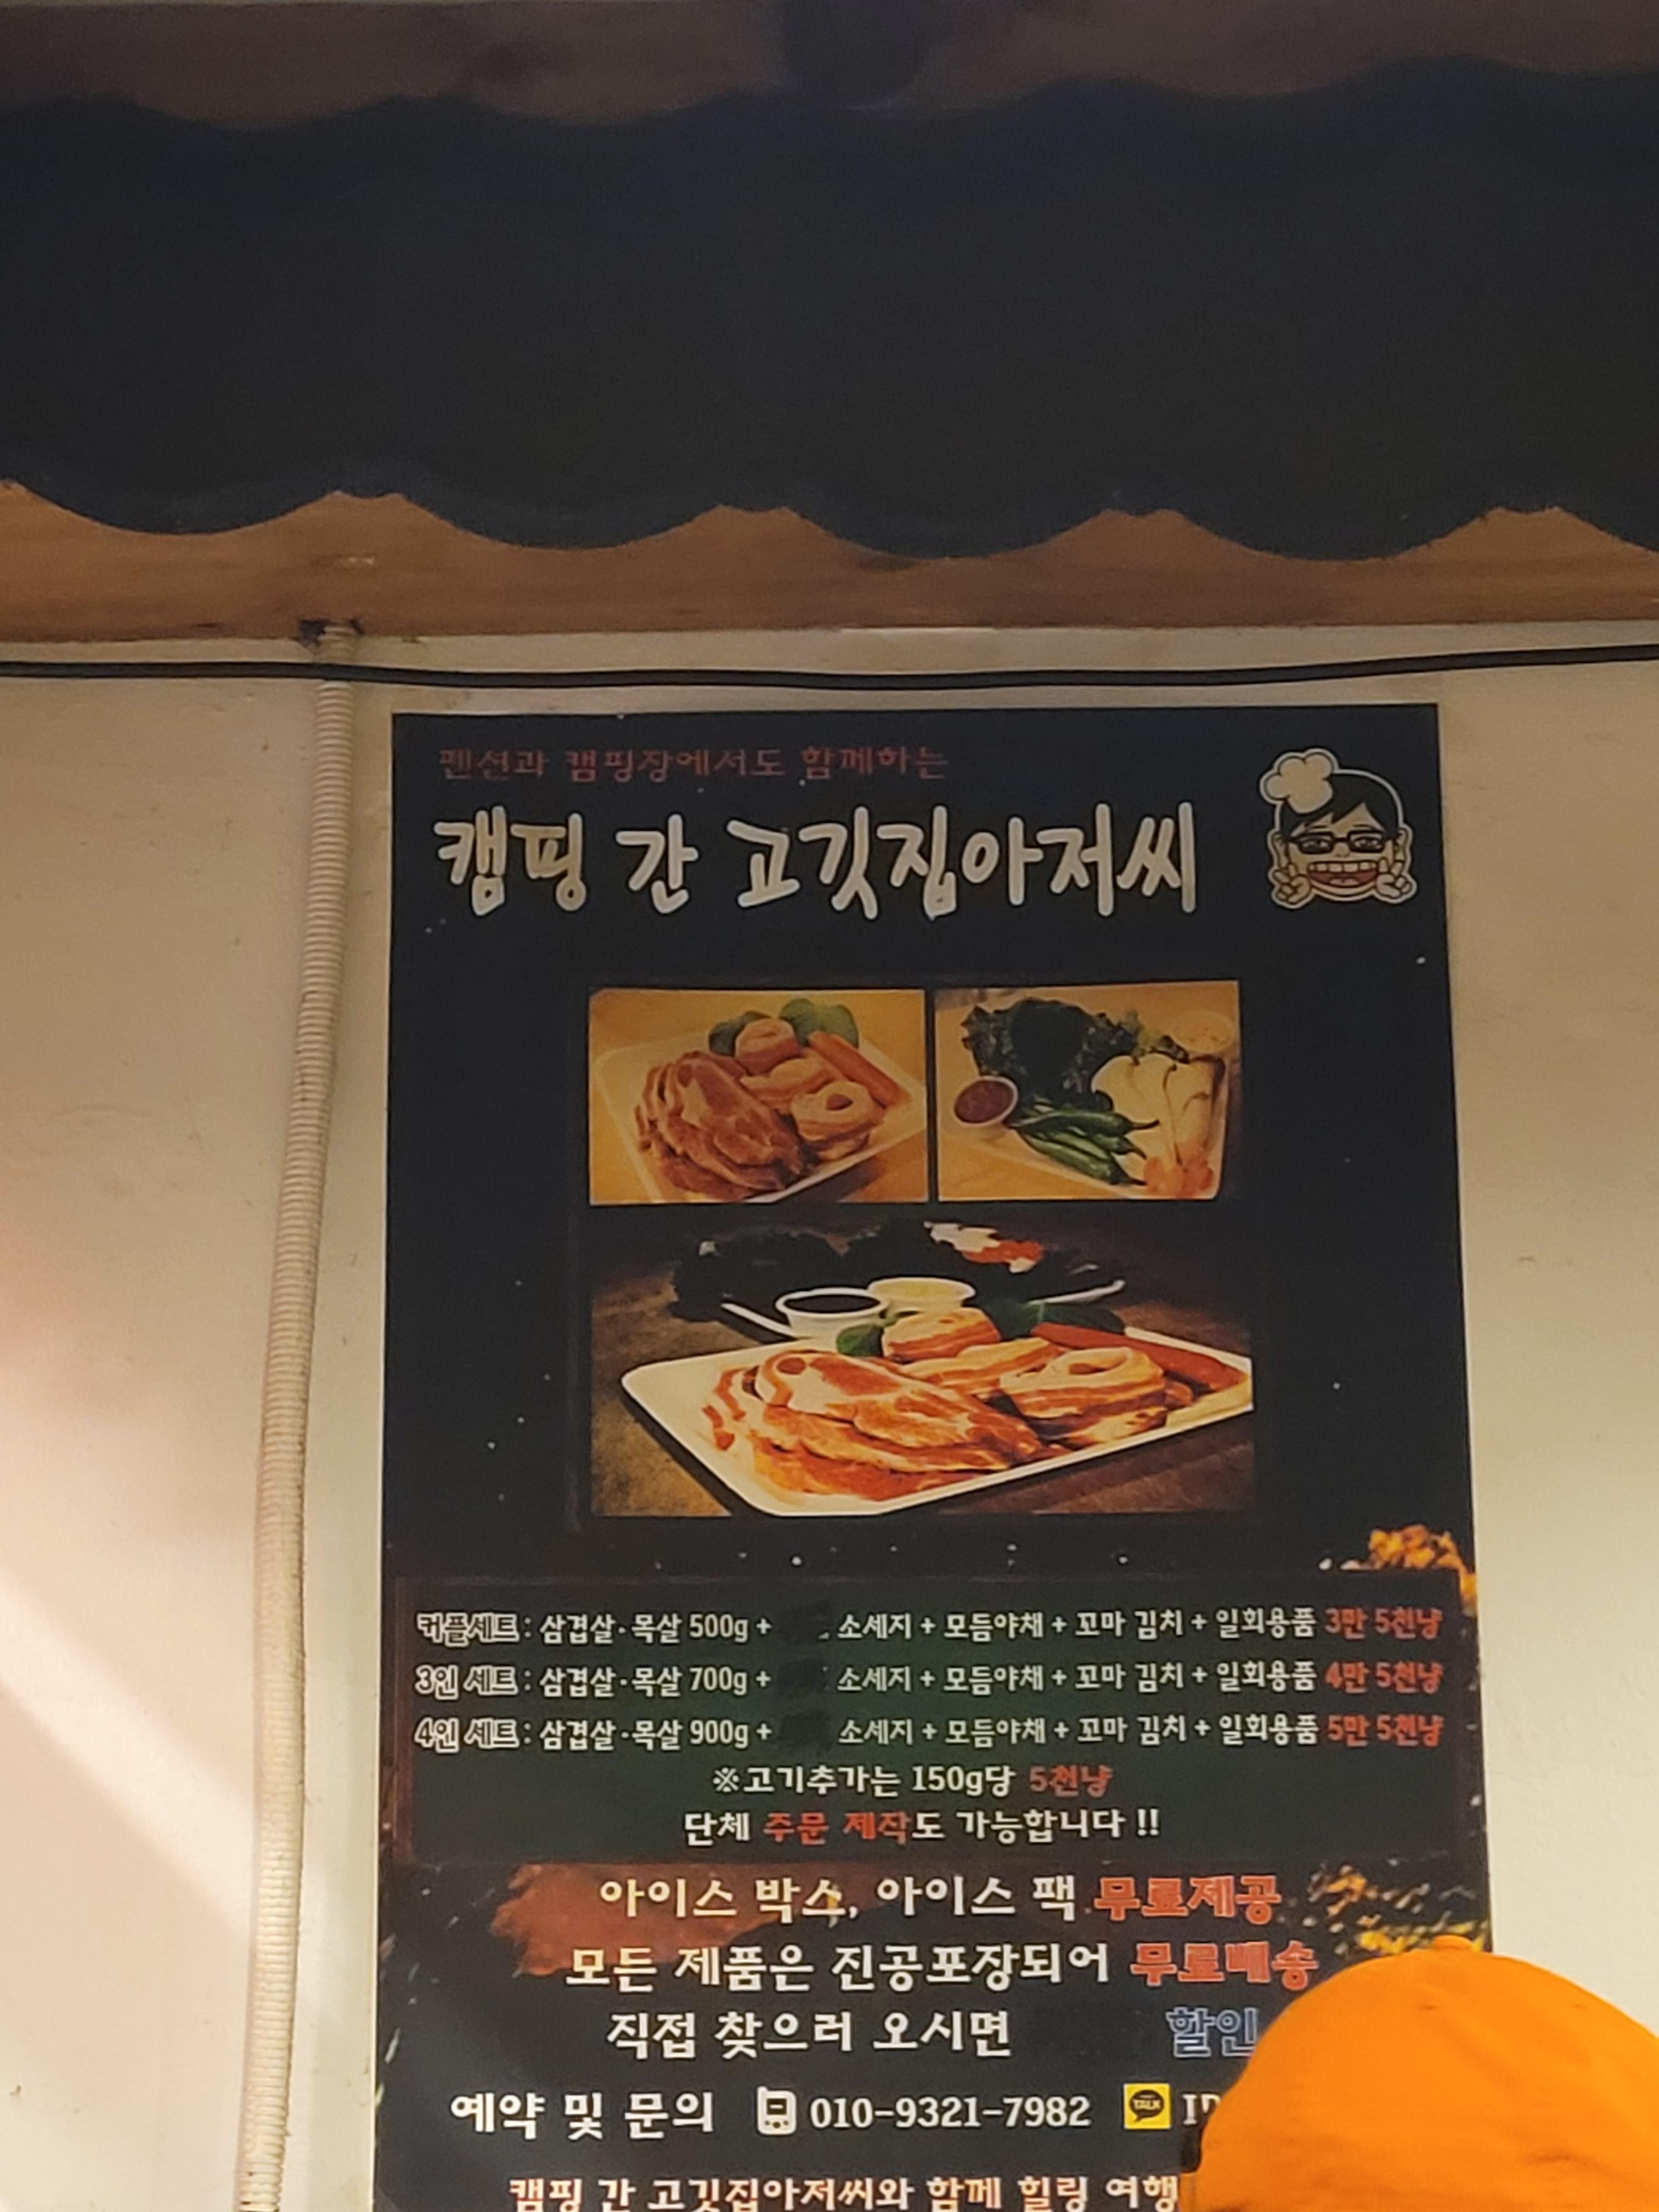 펜션과 캠핑장에서도 함께하는
캠핑 간 고깃집아저씨
커플세트 : 삼겹살·목살 500g + 소세지 + 모듬야채 + 꼬마 김치 + 일회용품 3만 5천냥
3인 세트 : 삼겹살·목살 700g + 소세지 + 모듬야채 + 꼬마 김치 + 일회용품 4만 5천냥
4인 세트 : 삼겹살·목살 900g + 소세지 + 모듬야채 + 꼬마 김치 + 일회용품 5만 5천냥
※고기추가는 150g당 5천냥
단체 주문 제작도 가능합니다 !!
아이스 박스, 아이스 팩 무료제공
모든 제품은 진공포장되어 무료배송
직접 찾으러 오시면 할인
예약 및 문의 010-9321-7982 TALK ID
캠핑 간 고깃집아저씨와 함께 힐링 여행